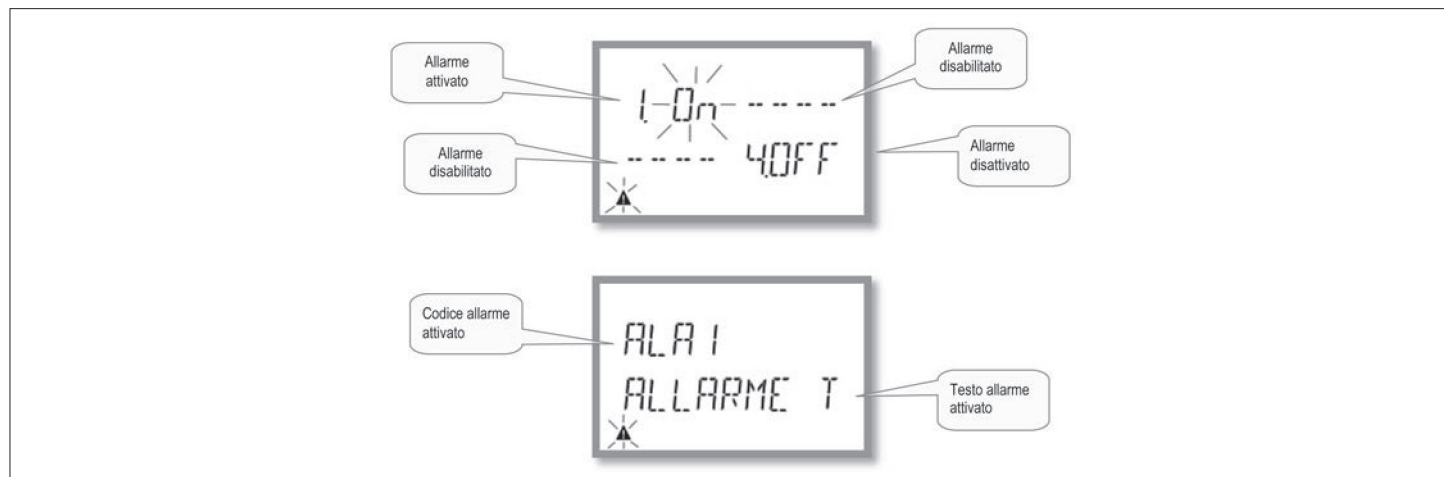 Allarme
attivato
Allarme
disabilitato
1. On ----
Allarme
disabilitato
---- 4.OFF
Allarme
disattivato
Codice allarme
attivato
ALA1
ALLARME T
Testo allarme
attivato